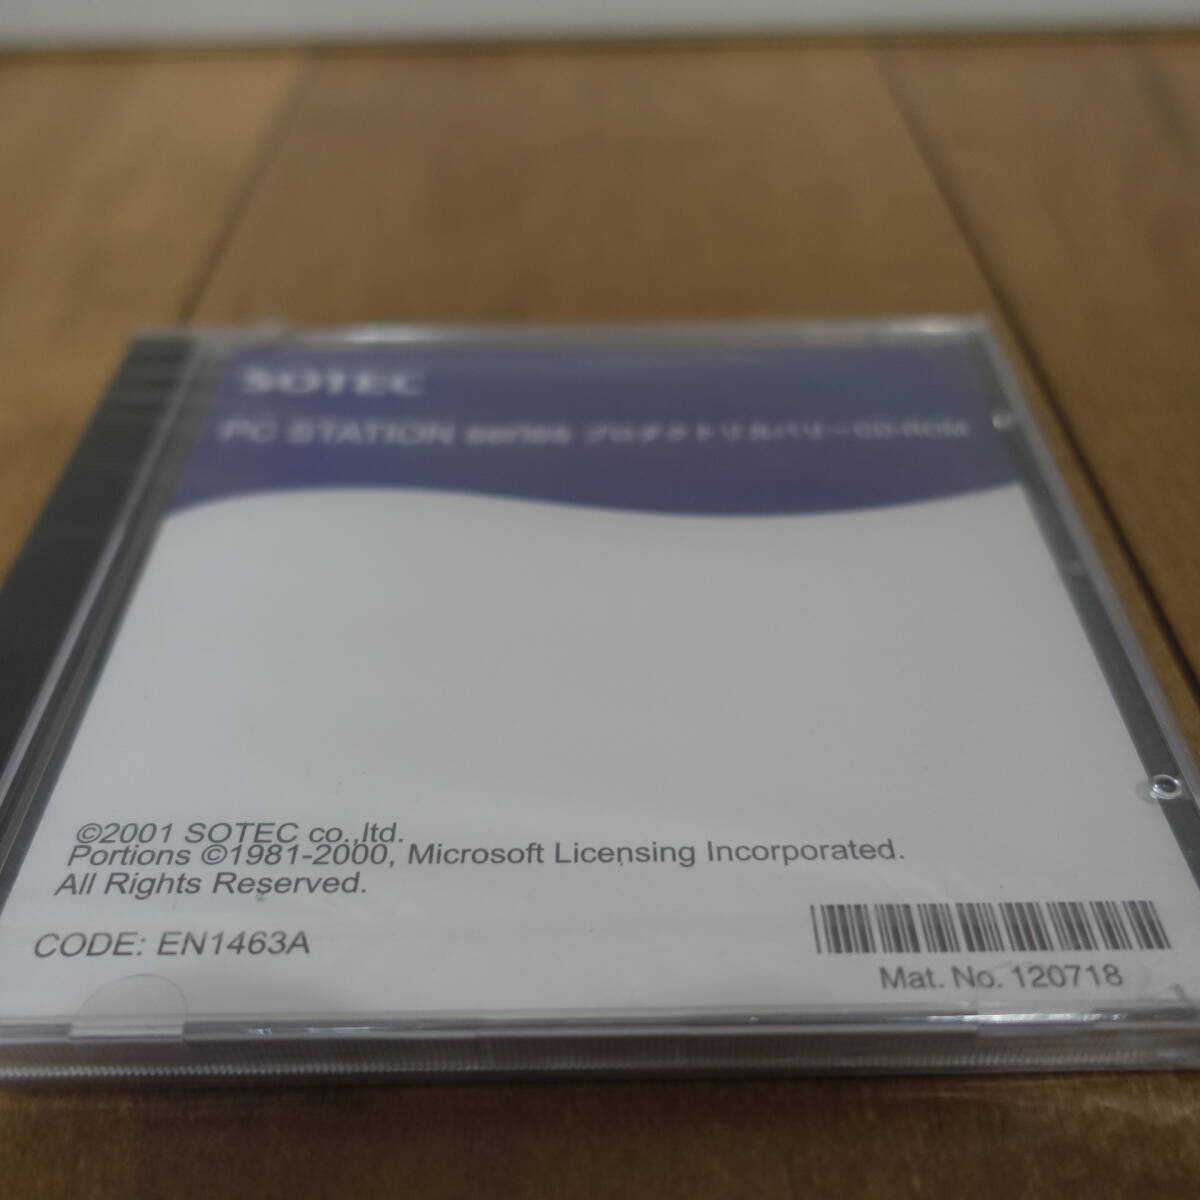 SOTEC
PC STATION series プロダクトリカバリーCD-ROM
©2001 SOTEC co.,ltd.
Portions ©1981-2000, Microsoft Licensing Incorporated.
All Rights Reserved.
CODE: EN1463A
Mat. No. 120718